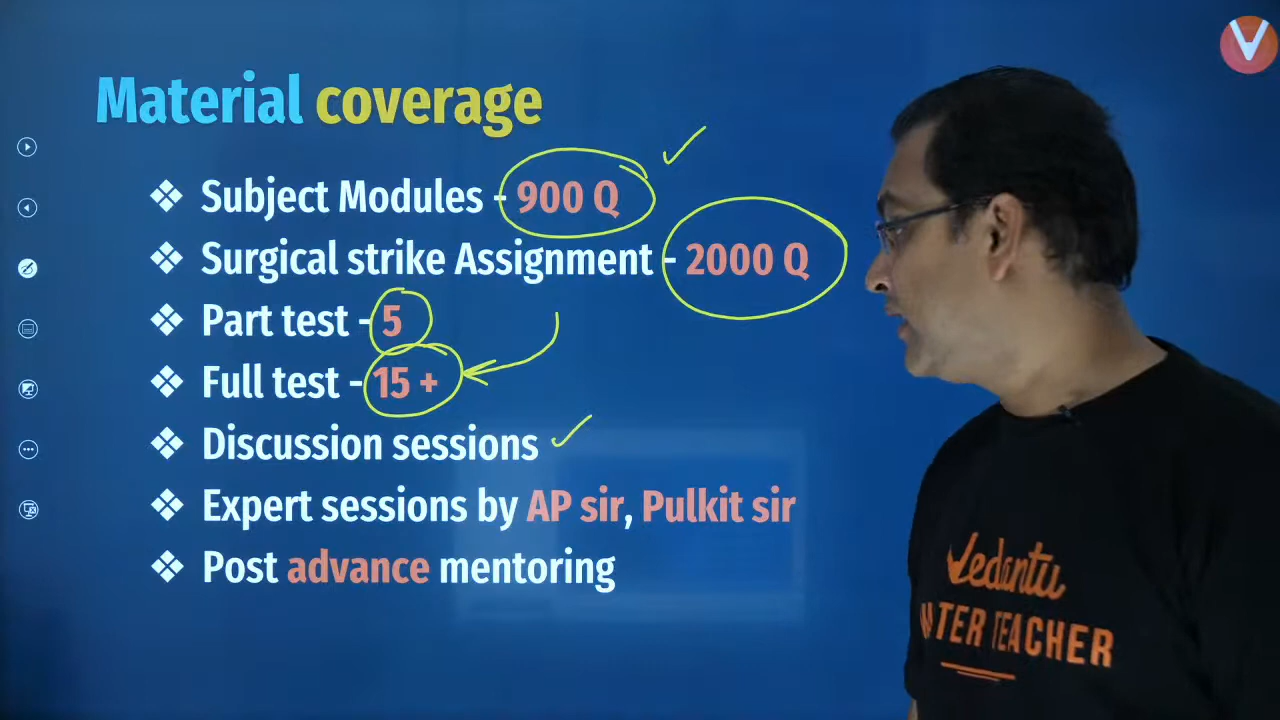 Material coverage
❖ Subject Modules - 900 Q
❖ Surgical strike Assignment - 2000 Q
❖ Part test - 5
❖ Full test - 15 +
❖ Discussion sessions
❖ Expert sessions by AP sir, Pulkit sir
❖ Post advance mentoring
Vedantu
TEACHER